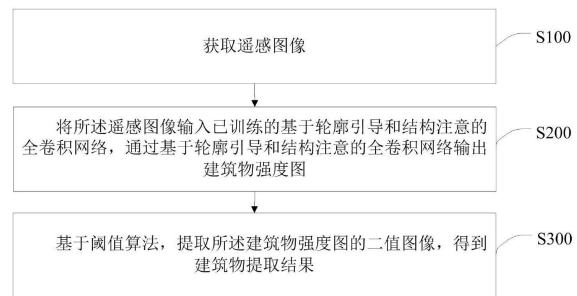 获取遥感图像
S100
将所述遥感图像输入已训练的基于轮廓引导和结构注意的
全卷积网络，通过基于轮廓引导和结构注意的全卷积网络输出
建筑物强度图
S200
基于阈值算法，提取所述建筑物强度图的二值图像，得到
建筑物提取结果
S300